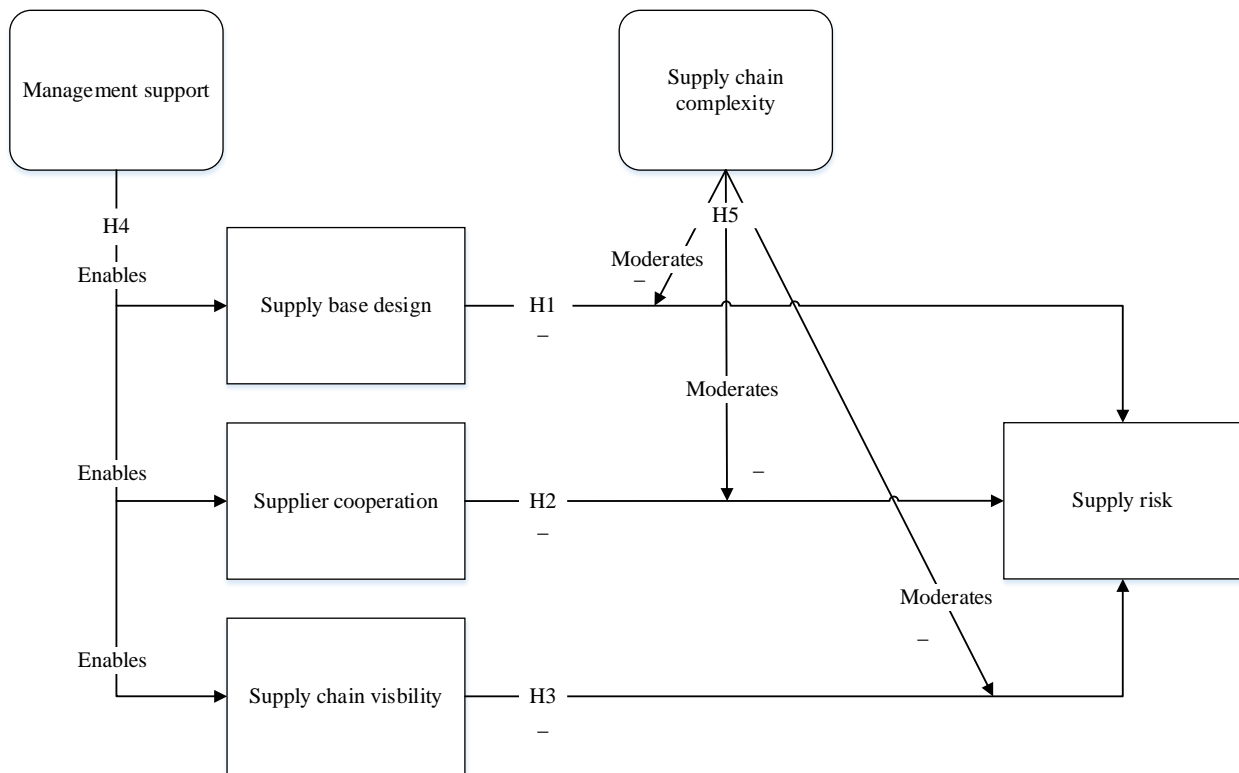 Management support
Supply chain
complexity
H4
H5
Enables
Moderates
–
Supply base design
H1
–
Moderates
Enables
–
Supplier cooperation
H2
–
Supply risk
Moderates
–
Enables
Supply chain visbility
H3
–